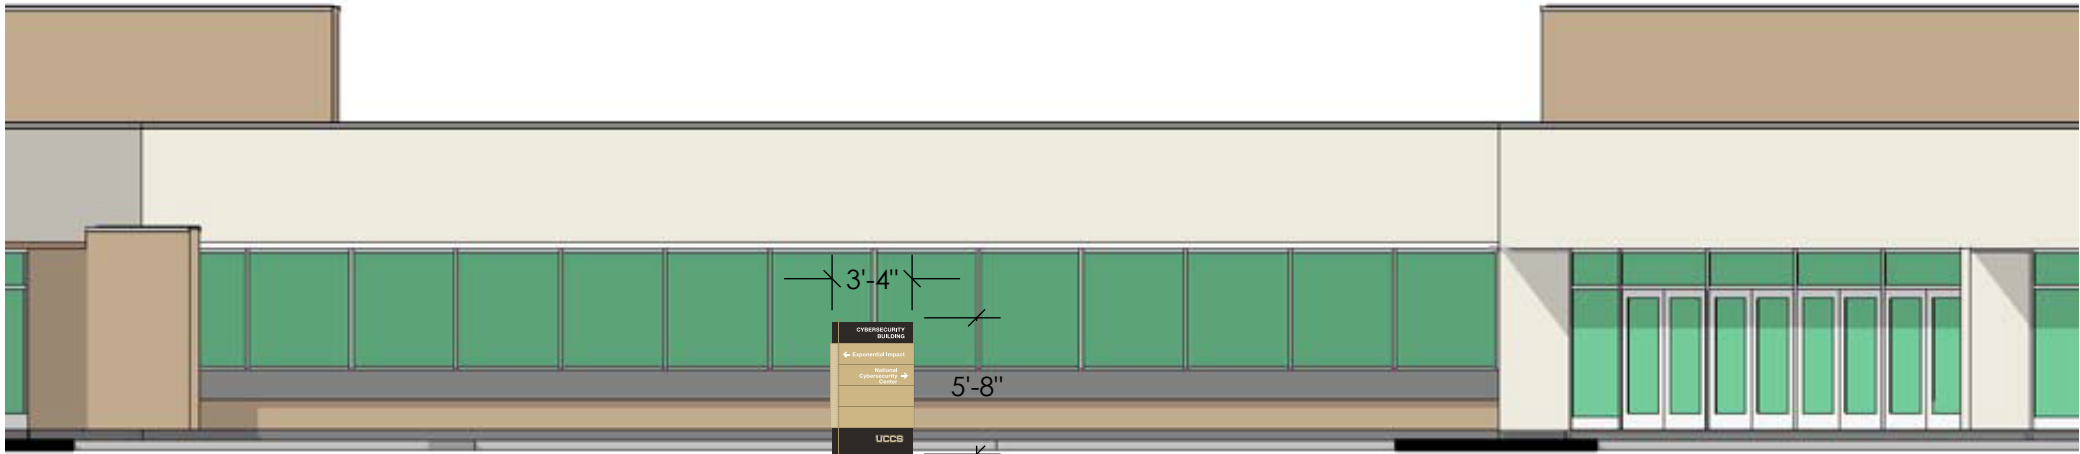 3'-4"
CYBERSECURITY
BUILDING
← Exponential Impact
National
Cybersecurity →
Center
5'-8"
UCCS